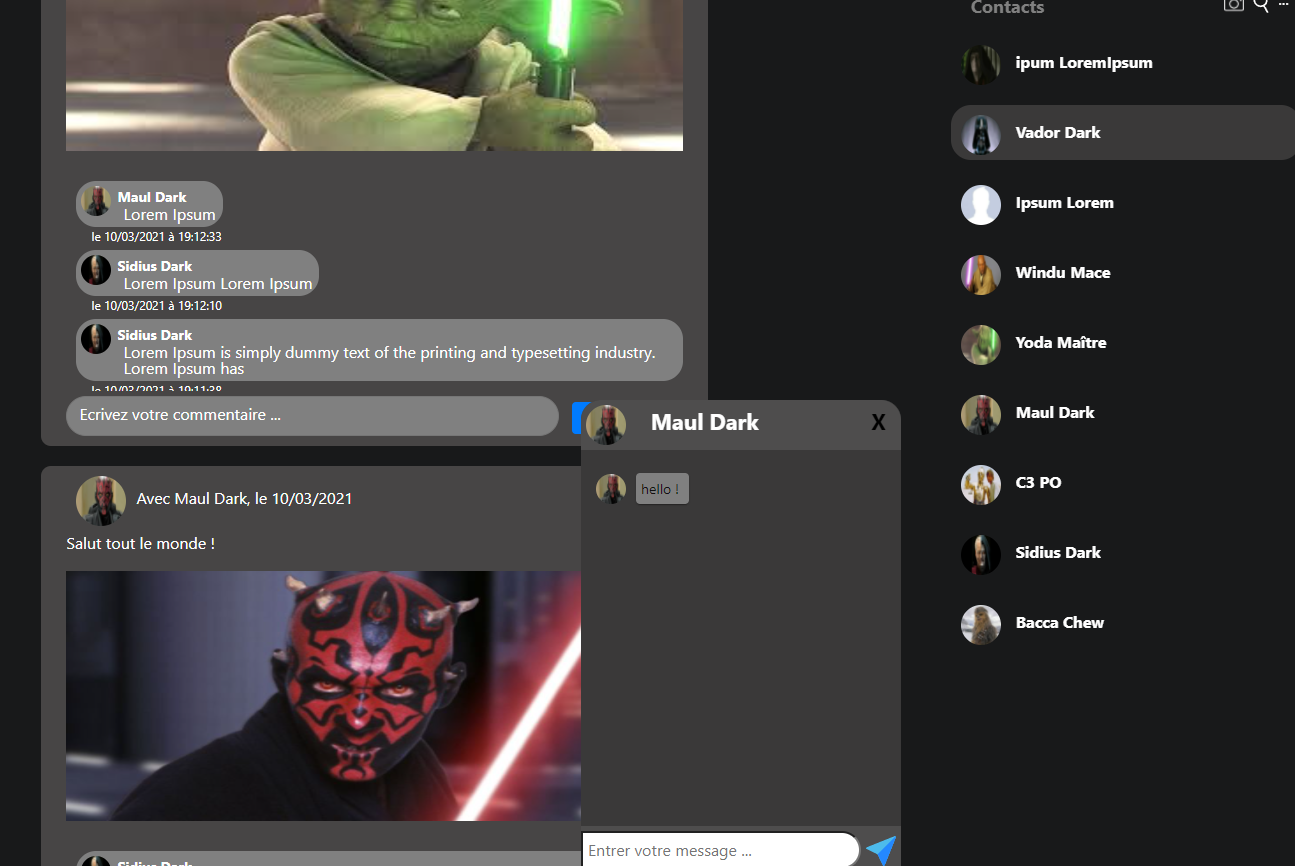 Contacts
ipum LoremIpsum
Vador Dark
Ipsum Lorem
Windu Mace
Yoda Maître
Maul Dark
C3 PO
Sidius Dark
Bacca Chew
Maul Dark
Lorem Ipsum
le 10/03/2021 à 19:12:33
Sidius Dark
Lorem Ipsum Lorem Ipsum
le 10/03/2021 à 19:12:10
Sidius Dark
Lorem Ipsum is simply dummy text of the printing and typesetting industry.
Lorem Ipsum has
le 10/03/2021 à 19:11:38
Ecrivez votre commentaire ...
Avec Maul Dark, le 10/03/2021
Salut tout le monde !
Sidius Dark
Maul Dark
X
hello !
Entrer votre message ...